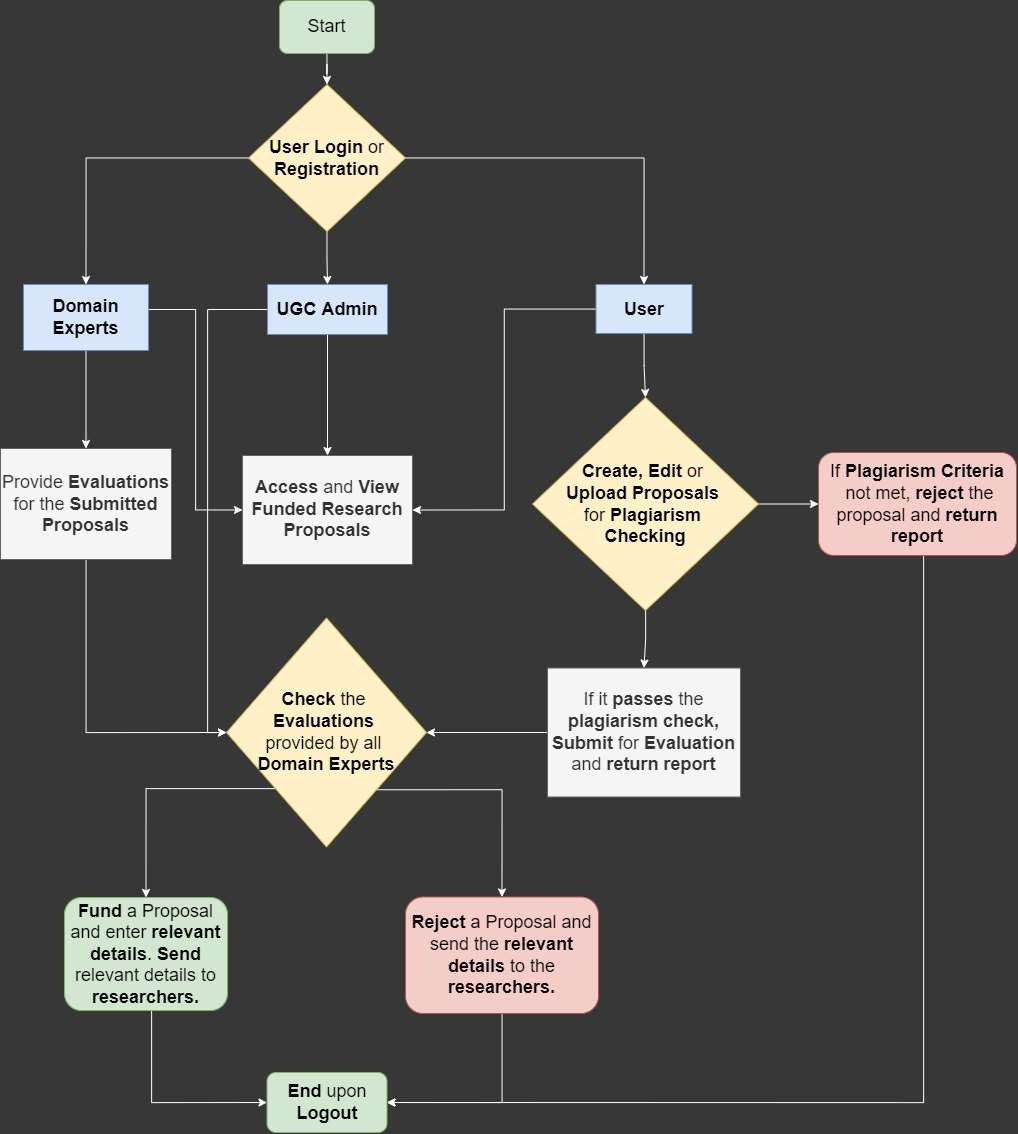 Start
User Login or
Registration
Domain
Experts
UGC Admin
User
Provide Evaluations
for the Submitted
Proposals
Access and View
Funded Research
Proposals
Create, Edit or
Upload Proposals
for Plagiarism
Checking
If Plagiarism Criteria
not met, reject the
proposal and return
report
Check the
Evaluations
provided by all
Domain Experts
If it passes the
plagiarism check,
Submit for Evaluation
and return report
Fund a Proposal
and enter relevant
details. Send
relevant details to
researchers.
Reject a Proposal and
send the relevant
details to the
researchers.
End upon
Logout